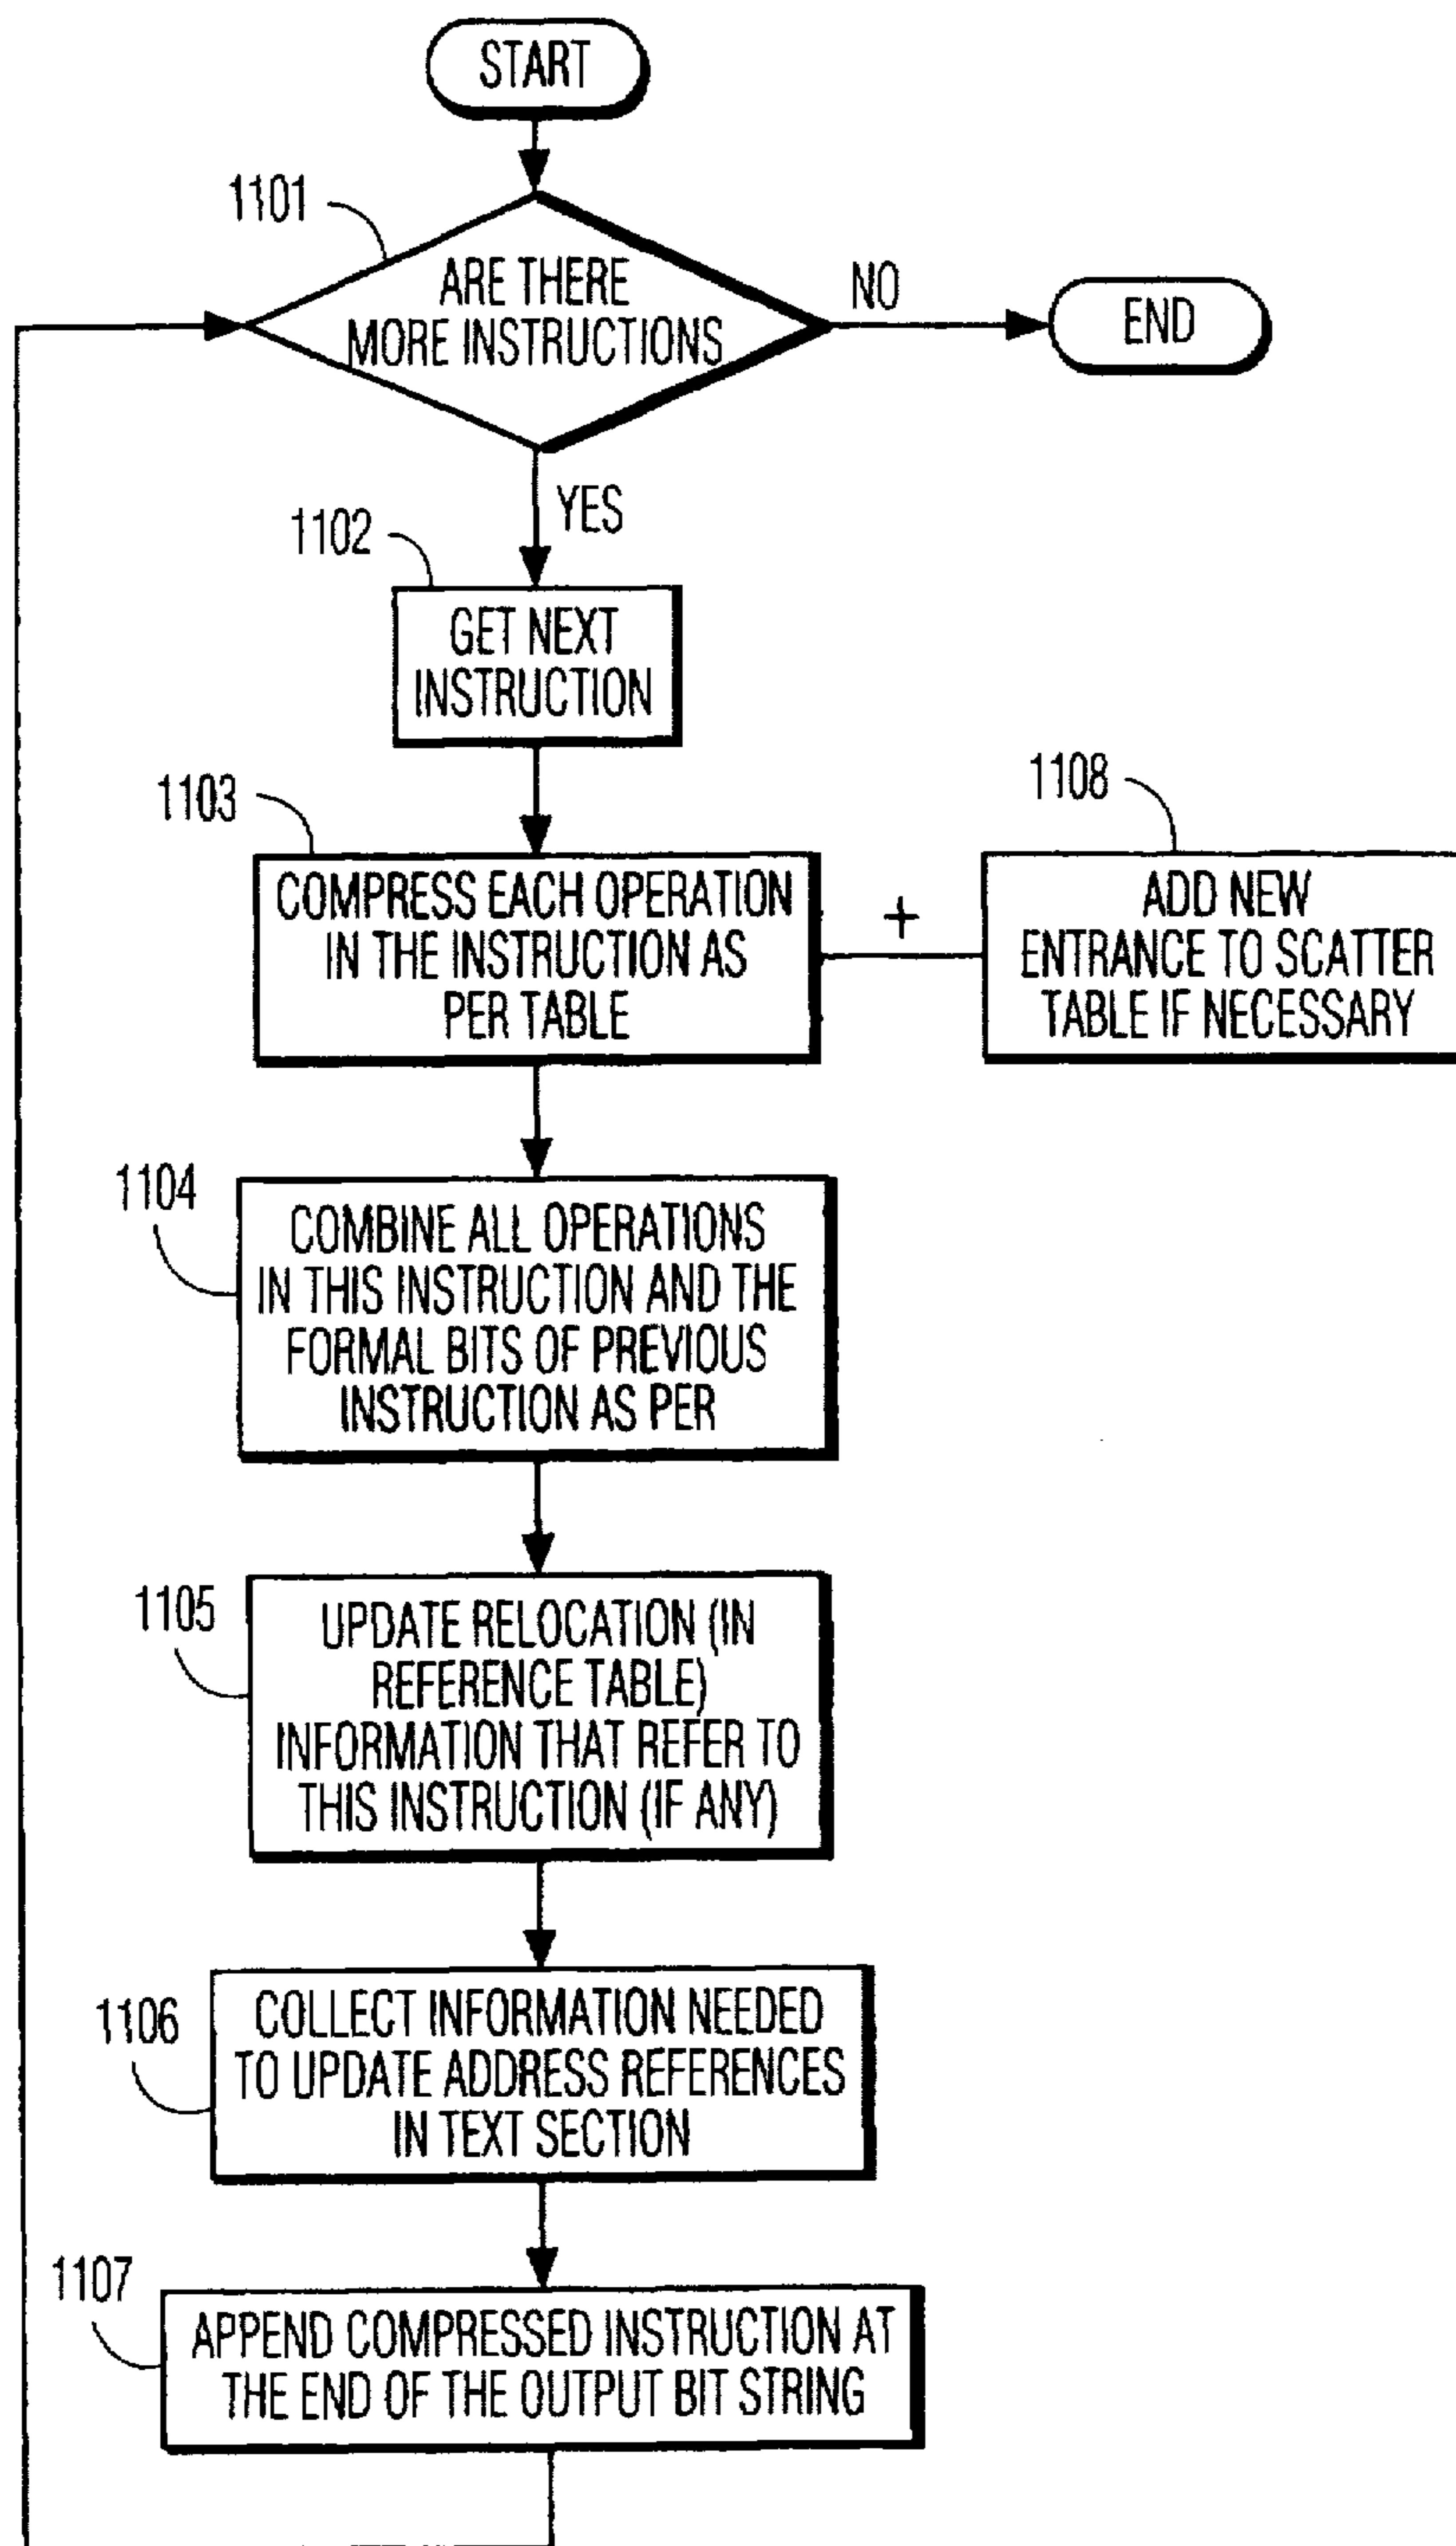 START
1101
ARE THERE
MORE INSTRUCTIONS
NO
END
YES
1102
GET NEXT
INSTRUCTION
1103
COMPRESS EACH OPERATION
IN THE INSTRUCTION AS
PER TABLE
+
1108
ADD NEW
ENTRANCE TO SCATTER
TABLE IF NECESSARY
1104
COMBINE ALL OPERATIONS
IN THIS INSTRUCTION AND THE
FORMAL BITS OF PREVIOUS
INSTRUCTION AS PER
1105
UPDATE RELOCATION (IN
REFERENCE TABLE)
INFORMATION THAT REFER TO
THIS INSTRUCTION (IF ANY)
1106
COLLECT INFORMATION NEEDED
TO UPDATE ADDRESS REFERENCES
IN TEXT SECTION
1107
APPEND COMPRESSED INSTRUCTION AT
THE END OF THE OUTPUT BIT STRING